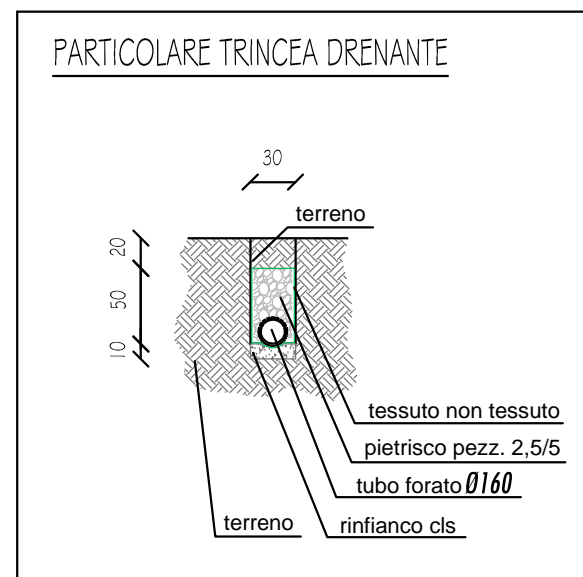 PARTICOLARE TRINCEA DRENANTE
30
terreno
20
50
10
tessuto non tessuto
pietrisco pezz. 2,5/5
tubo forato Ø160
terreno
rinfianco cls